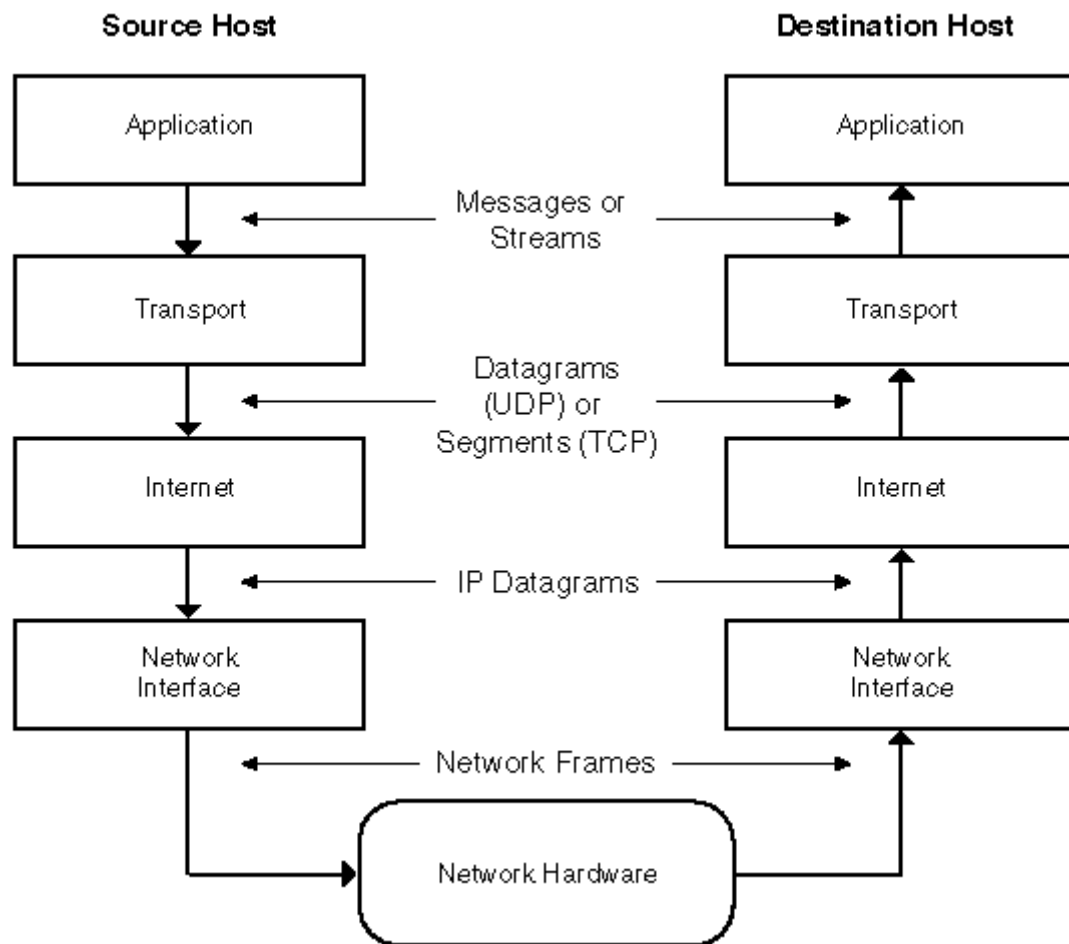 Source Host
Destination Host
Application
Application
Messages or
Streams
Transport
Transport
Datagrams
(UDP) or
Segments (TCP)
Internet
Internet
IP Datagrams
Network
Interface
Network
Interface
Network Frames
Network Hardware